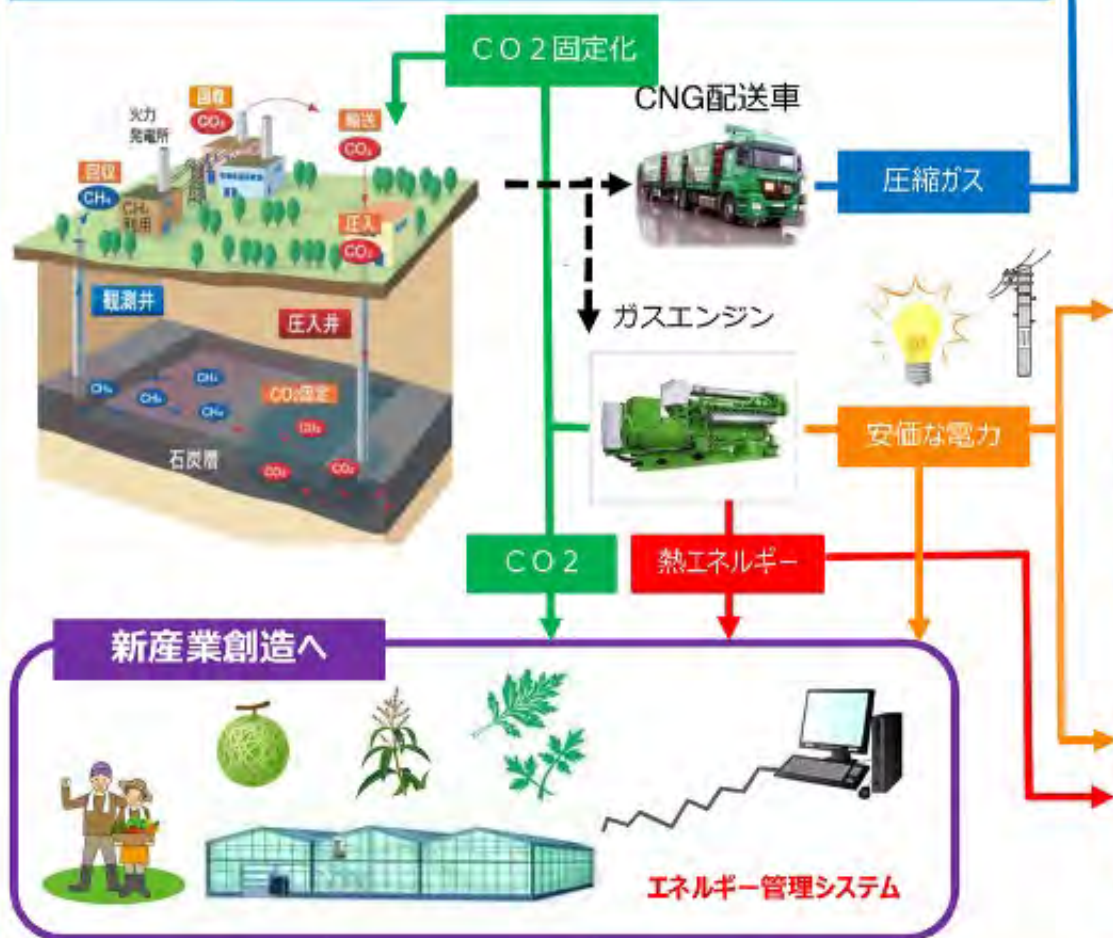 CO2固定化
CNG配送車
圧縮ガス
火力
発電所
回収
CO₂
輸送
CO₂
回収
CH₄
CH₄
利用
圧入
CO₂
観測井
圧入井
ガスエンジン
CH₄
CH₄
CH₄
CH₄
CO₂固定
CO₂
CO₂
CO₂
石炭層
安価な電力
CO2
熱エネルギー
新産業創造へ
エネルギー管理システム